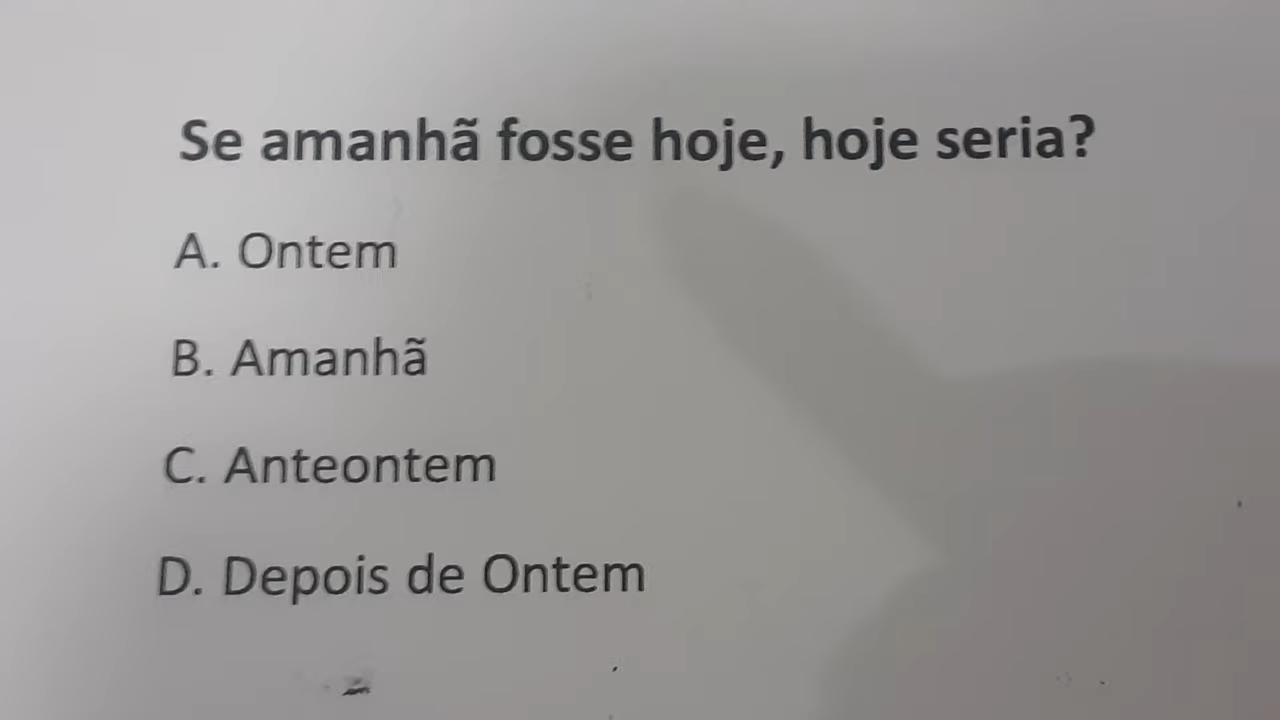 Se amanhã fosse hoje, hoje seria?
A. Ontem
B. Amanhã
C. Anteontem
D. Depois de Ontem